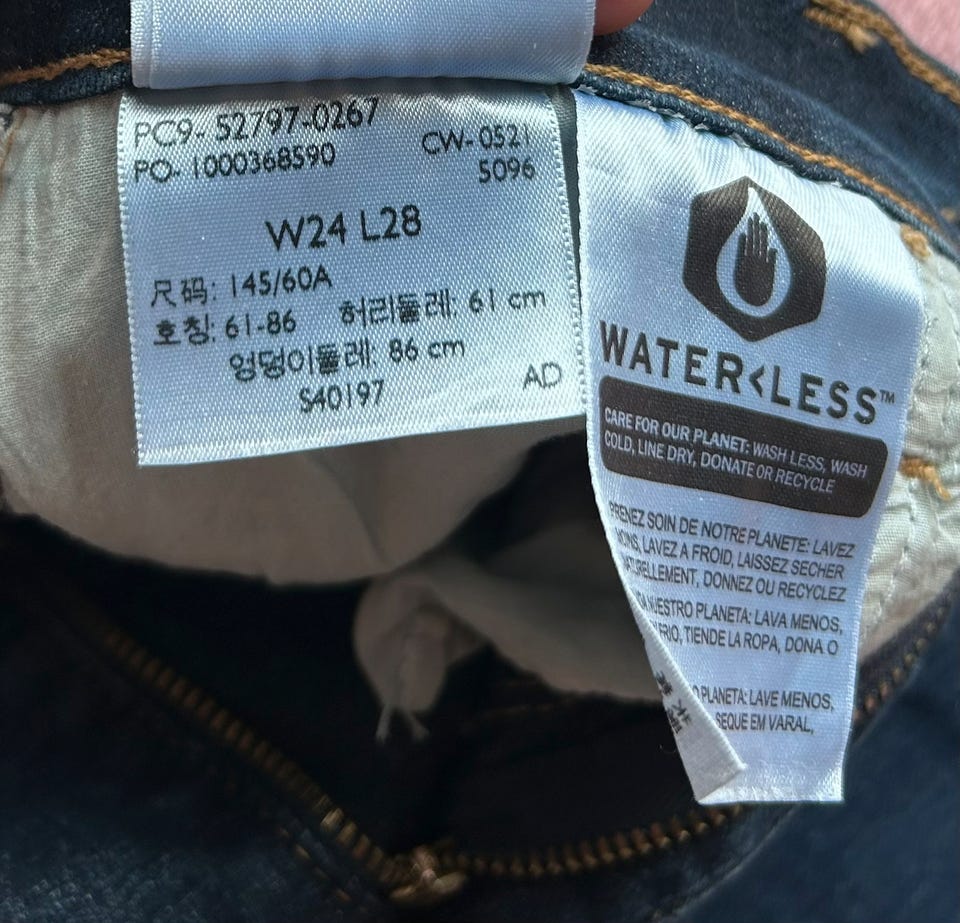 PC9- 52797-0267
PO- 1000368590
CW- 0521
5096
W24 L28
尺码: 145/60A
호칭: 61-86 허리둘레: 61 cm
엉덩이둘레: 86 cm
S40197
AD
WATER<LESS™
CARE FOR OUR PLANET: WASH LESS, WASH
COLD, LINE DRY, DONATE OR RECYCLE
PRENEZ SOIN DE NOTRE PLANETE: LAVEZ
LAVEZ A FROID, LAISSEZ SECHER
DONNEZ OU RECYCLEZ
NUESTRO PLANETA: LAVA MENOS,
FRIO, TIENDE LA ROPA, DONA O
PLANETA: LAVE MENOS,
SEQUE EM VARAL,